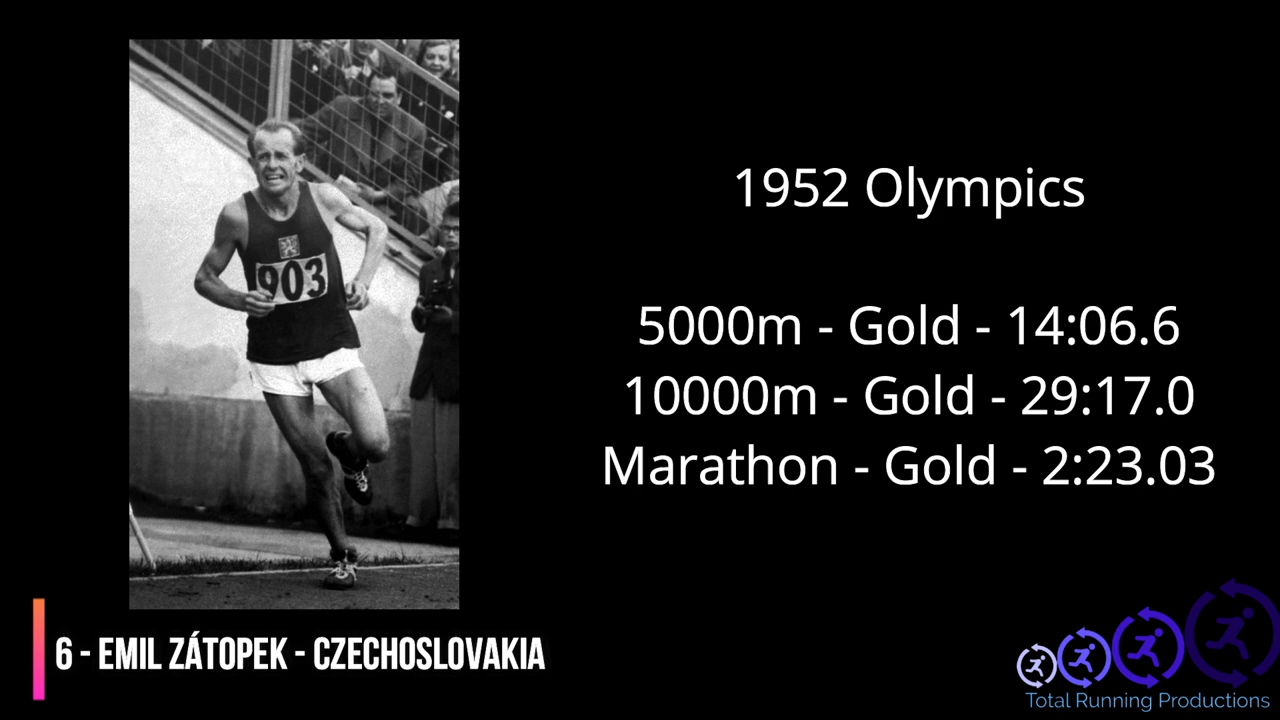 903
1952 Olympics
5000m - Gold - 14:06.6
10000m - Gold - 29:17.0
Marathon - Gold - 2:23.03
6 - EMIL ZÁTOPEK - CZECHOSLOVAKIA
Total Running Productions